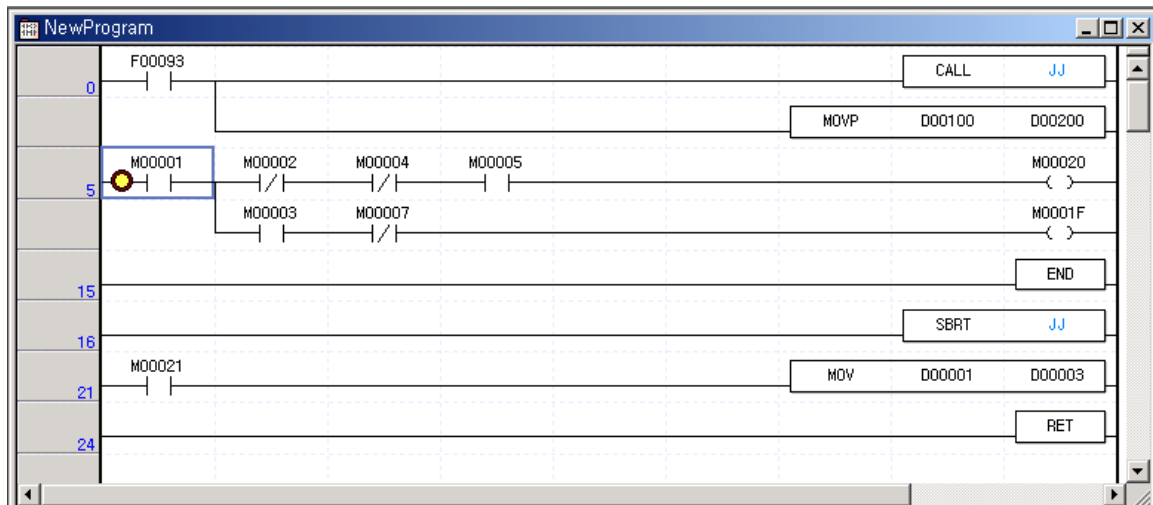 NewProgram
F00093
0 CALL JJ
MOVP D00100 D00200
M00001 M00002 M00004 M00005 M00020
5
M00003 M00007 M0001F
15 END
16 SBRT JJ
M00021
21 MOV D00001 D00003
24 RET